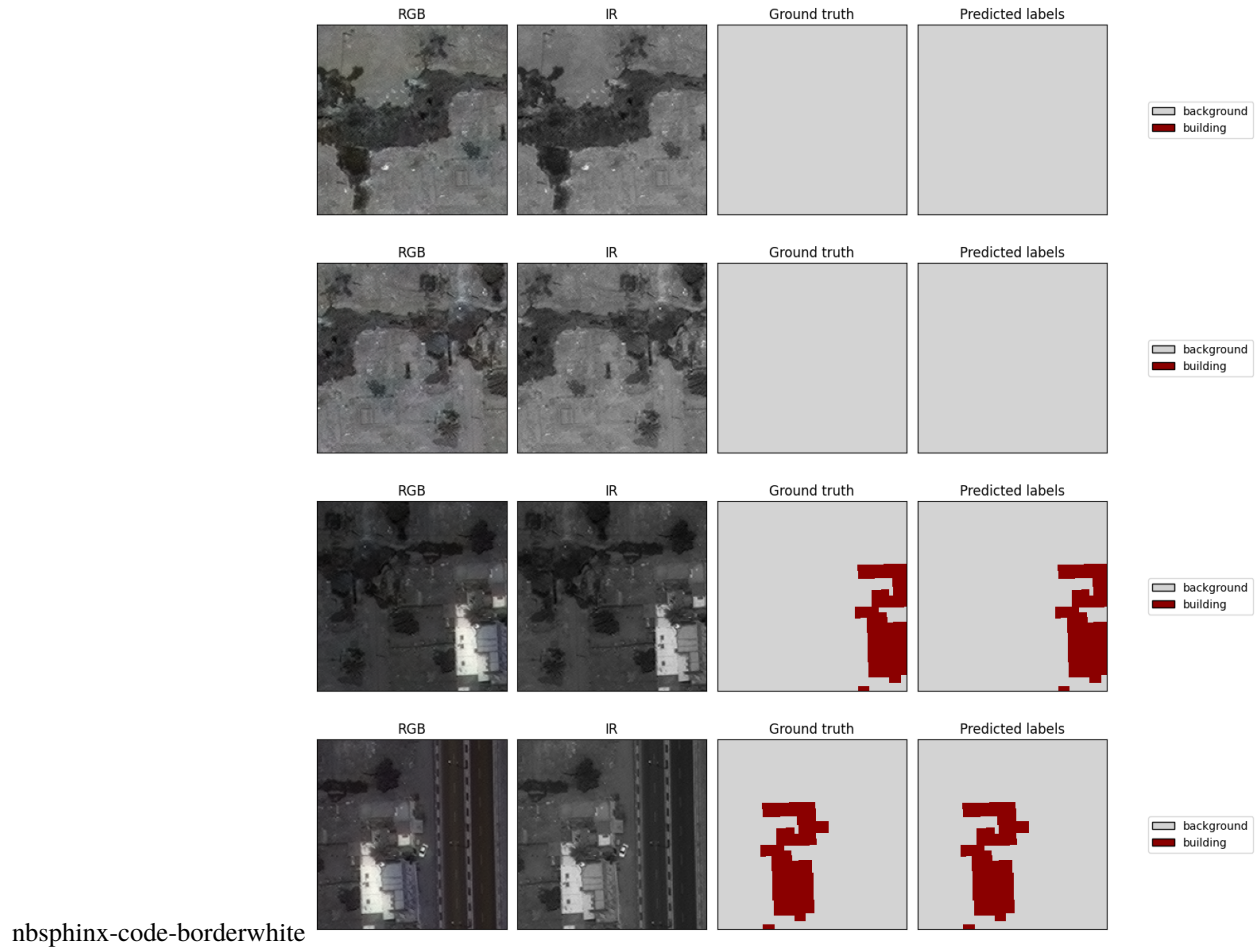 RGB IR Ground truth Predicted labels
background
building
RGB IR Ground truth Predicted labels
background
building
RGB IR Ground truth Predicted labels
background
building
RGB IR Ground truth Predicted labels
background
building
nbsphinx-code-borderwhite